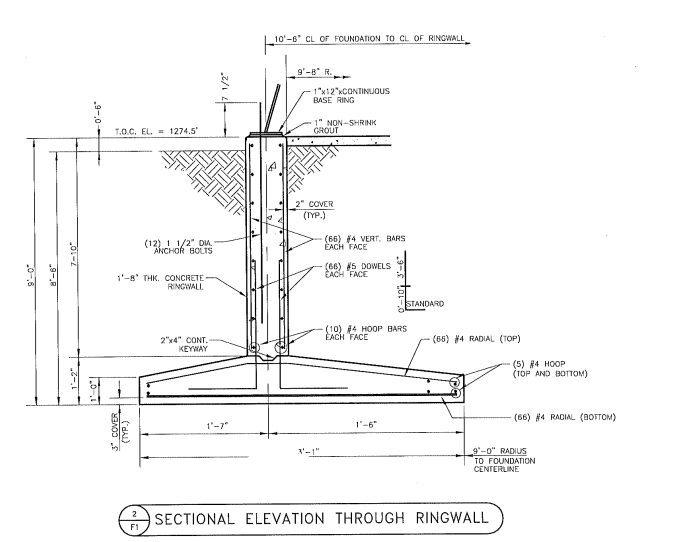 10'-6" CL OF FOUNDATION TO CL OF RINGWALL
9'-8" R.
7 1/2"
1"x12"xCONTINUOUS
BASE RING
0'-6"
T.O.C. EL. = 1274.5'
1" NON-SHRINK
GROUT
2" COVER
(TYP.)
(12) 1 1/2" DIA.
ANCHOR BOLTS
(66) #4 VERT. BARS
EACH FACE
7'-10"
9'-0"
8'-6"
1'-8" THK. CONCRETE
RINGWALL
(66) #5 DOWELS
EACH FACE
3'-6"
0'-10"
STANDARD
2"x4" CONT.
KEYWAY
(10) #4 HOOP BARS
EACH FACE
(66) #4 RADIAL (TOP)
(5) #4 HOOP
(TOP AND BOTTOM)
1'-2"
1'-0"
3" COVER
(TYP.)
(66) #4 RADIAL (BOTTOM)
1'-7"
1'-6"
3'-1"
9'-0" RADIUS
TO FOUNDATION
CENTERLINE
2
F1
SECTIONAL ELEVATION THROUGH RINGWALL